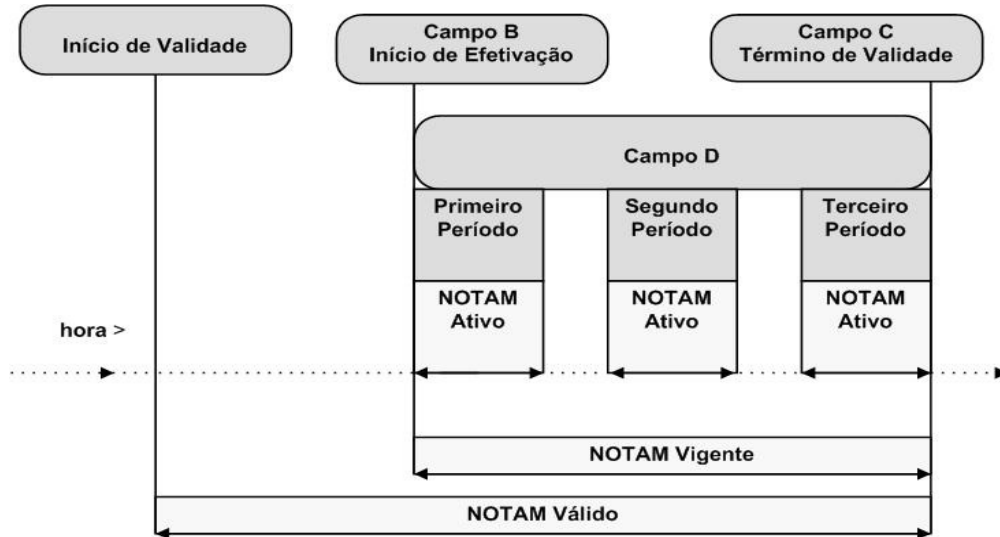 Início de Validade
Campo B
Início de Efetivação
Campo C
Término de Validade
Campo D
Primeiro
Período
Segundo
Período
Terceiro
Período
NOTAM
Ativo
NOTAM
Ativo
NOTAM
Ativo
hora >
NOTAM Vigente
NOTAM Válido